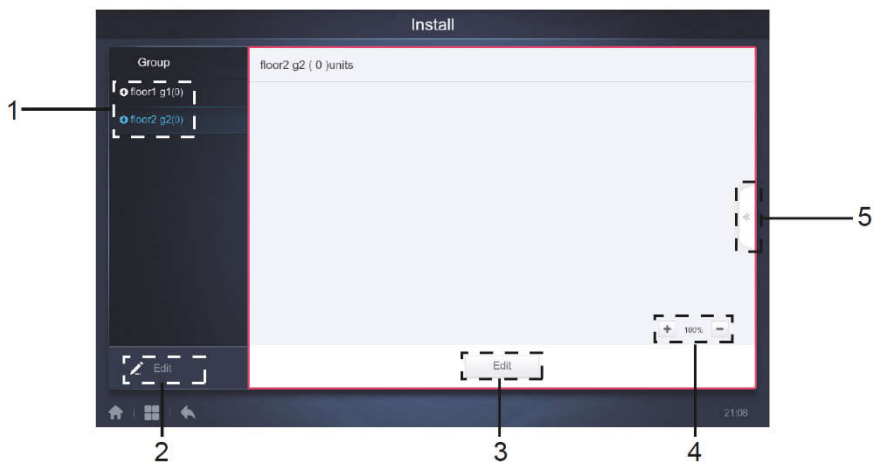 Install
Group
floor2 g2 ( 0 )units
floor1 g1(0)
1
floor2 g2(0)
5
+ 100% −
Edit
Edit
21:08
2
3
4